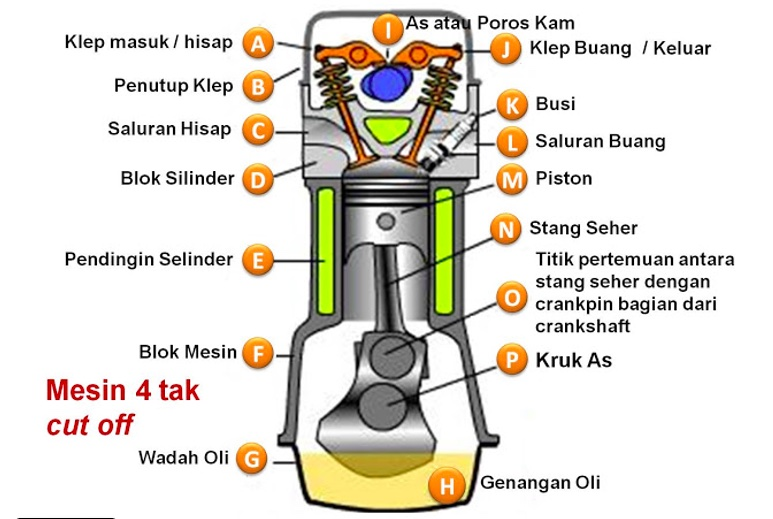 I As atau Poros Kam
Klep masuk / hisap A
J Klep Buang / Keluar
Penutup Klep B
K Busi
Saluran Hisap C
L Saluran Buang
Blok Silinder D
M Piston
N Stang Seher
Pendingin Selinder E
O Titik pertemuan antara
stang seher dengan
crankpin bagian dari
crankshaft
Blok Mesin F
P Kruk As
Mesin 4 tak
cut off
Wadah Oli G
H Genangan Oli